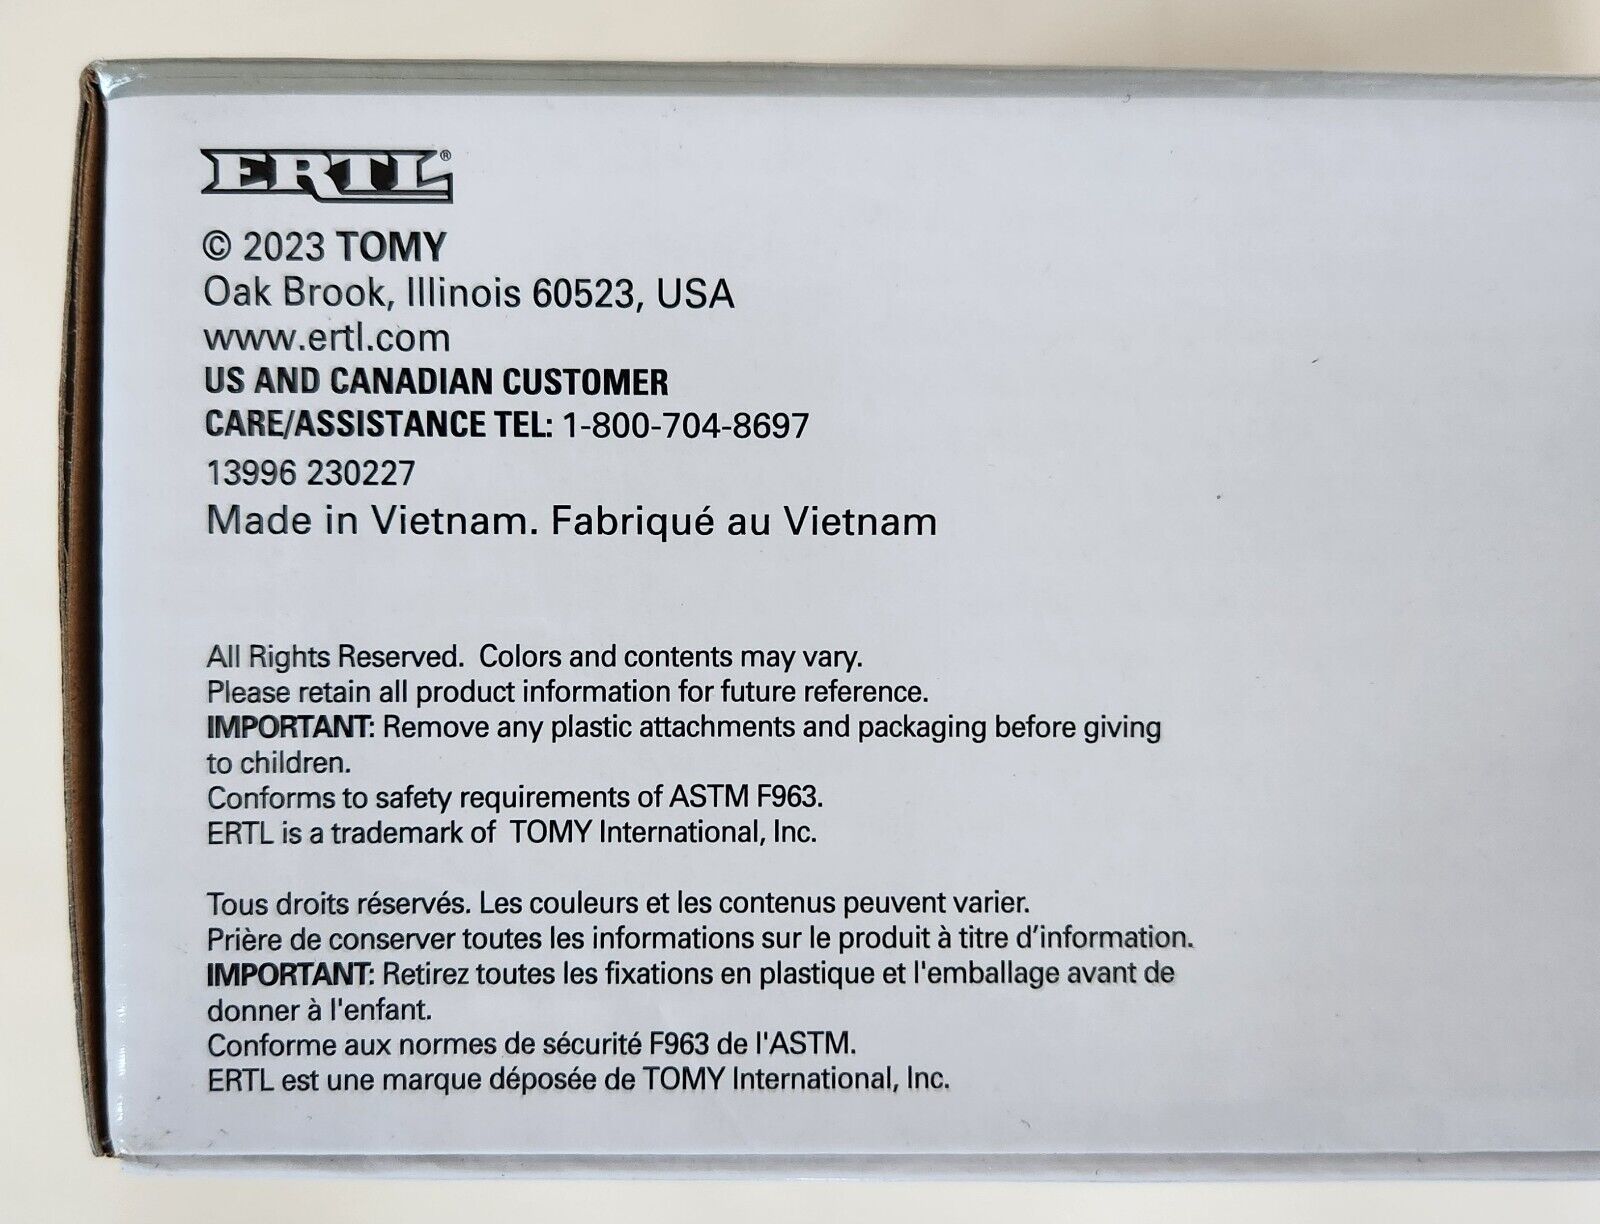 ERTL®
© 2023 TOMY
Oak Brook, Illinois 60523, USA
www.ertl.com
US AND CANADIAN CUSTOMER
CARE/ASSISTANCE TEL: 1-800-704-8697
13996 230227
Made in Vietnam. Fabriqué au Vietnam
All Rights Reserved. Colors and contents may vary.
Please retain all product information for future reference.
IMPORTANT: Remove any plastic attachments and packaging before giving
to children.
Conforms to safety requirements of ASTM F963.
ERTL is a trademark of TOMY International, Inc.
Tous droits réservés. Les couleurs et les contenus peuvent varier.
Prière de conserver toutes les informations sur le produit à titre d’information.
IMPORTANT: Retirez toutes les fixations en plastique et l'emballage avant de
donner à l'enfant.
Conforme aux normes de sécurité F963 de l'ASTM.
ERTL est une marque déposée de TOMY International, Inc.